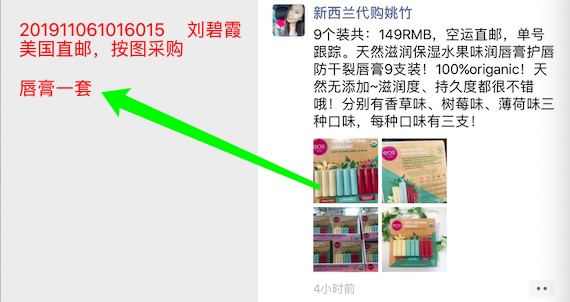 201911061016015 刘碧霞
美国直邮，按图采购
唇膏一套
新西兰代购姚竹
9个装共：149RMB，空运直邮，单号
跟踪。天然滋润保湿水果味润唇膏护唇
防干裂唇膏9支装！100%origanic！天
然无添加~滋润度、持久度都很不错
哦！分别有香草味、树莓味、薄荷味三
种口味，每种口味有三支！
eos
eos
4小时前